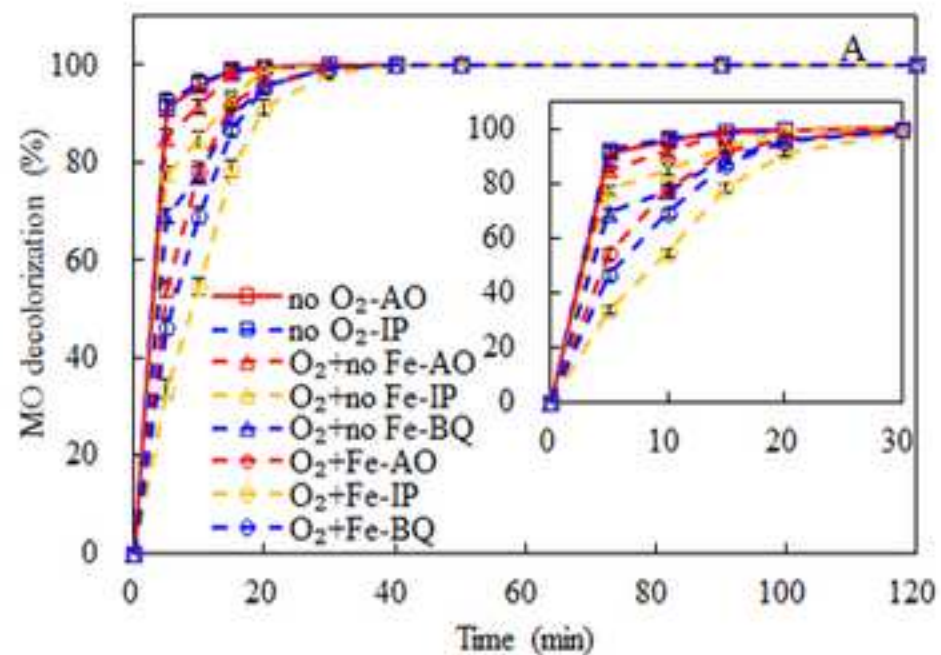 A
MO decolorization (%)
100
80
60
40
20
0
0 20 40 60 80 100 120
Time (min)
no O₂-AO
no O₂-IP
O₂+no Fe-AO
O₂+no Fe-IP
O₂+no Fe-BQ
O₂+Fe-AO
O₂+Fe-IP
O₂+Fe-BQ
100
80
60
40
20
0
0 10 20 30